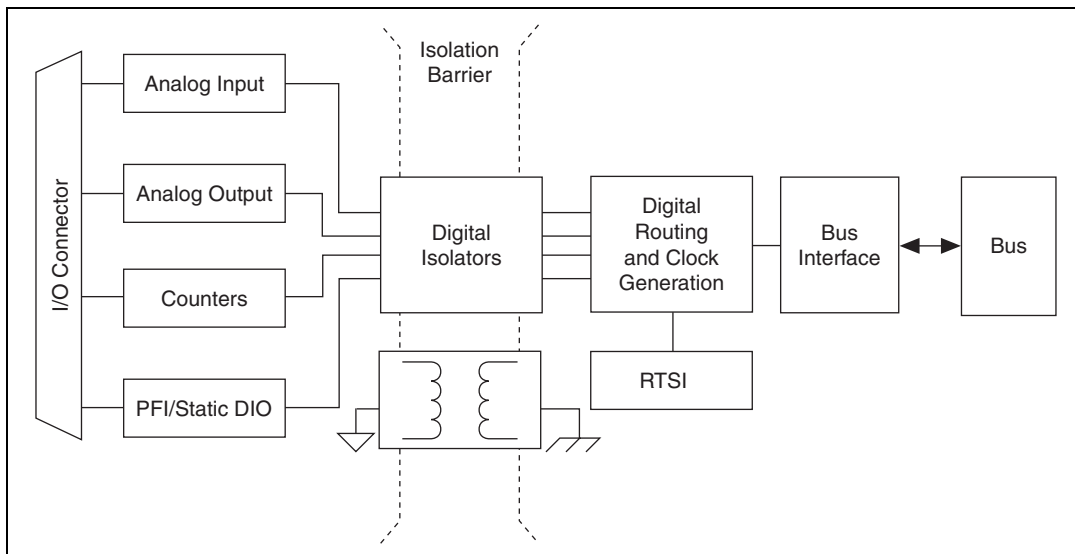 Isolation
Barrier
I/O Connector
Analog Input
Analog Output
Counters
PFI/Static DIO
Digital
Isolators
Digital
Routing
and Clock
Generation
RTSI
Bus
Interface
Bus